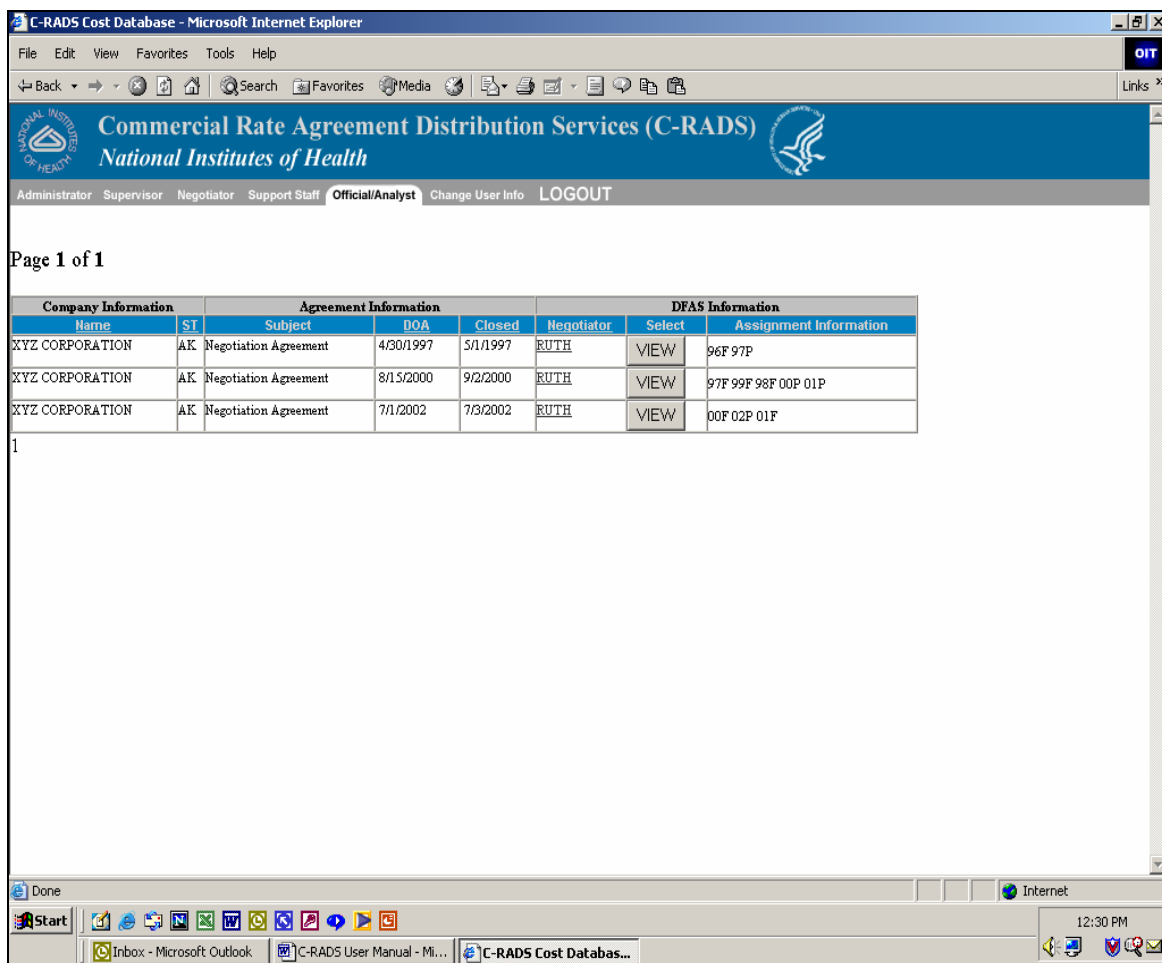 C-RADS Cost Database - Microsoft Internet Explorer
File Edit View Favorites Tools Help
OIT
Back Search Favorites Media Links »
NATIONAL INSTITUTES OF HEALTH
Commercial Rate Agreement Distribution Services (C-RADS)
National Institutes of Health
Administrator Supervisor Negotiator Support Staff Official/Analyst Change User Info LOGOUT
Page 1 of 1
Company Information Agreement Information DFAS Information
Name ST Subject DOA Closed Negotiator Select Assignment Information
XYZ CORPORATION AK Negotiation Agreement 4/30/1997 5/1/1997 RUTH VIEW 96F 97P
XYZ CORPORATION AK Negotiation Agreement 8/15/2000 9/2/2000 RUTH VIEW 97F 99F 98F 00P 01P
XYZ CORPORATION AK Negotiation Agreement 7/1/2002 7/3/2002 RUTH VIEW 00F 02P 01F
1
Done Internet
Start 12:30 PM
Inbox - Microsoft Outlook C-RADS User Manual - Mi... C-RADS Cost Databas...